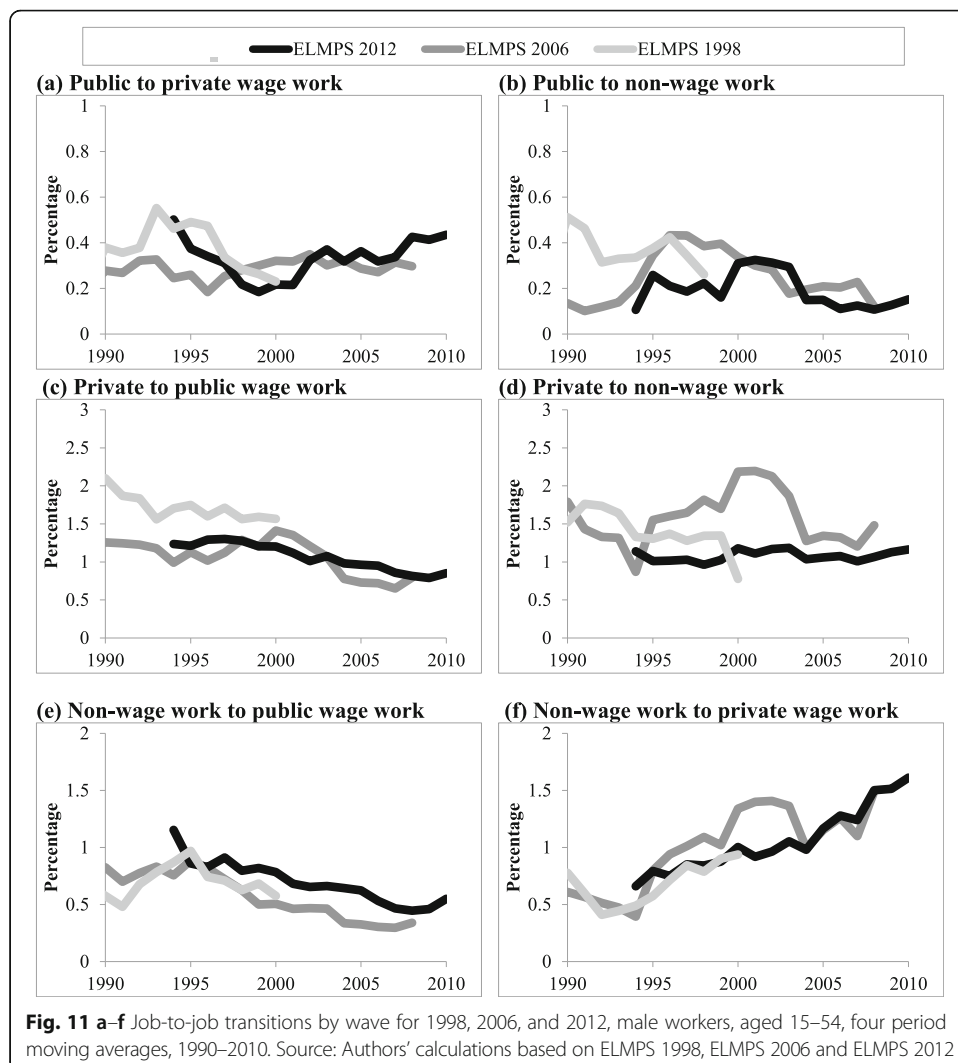 ELMPS 2012 ELMPS 2006 ELMPS 1998
(a) Public to private wage work
Percentage
1
0.8
0.6
0.4
0.2
0
1990 1995 2000 2005 2010
(b) Public to non-wage work
Percentage
1
0.8
0.6
0.4
0.2
0
1990 1995 2000 2005 2010
(c) Private to public wage work
Percentage
3
2.5
2
1.5
1
0.5
0
1990 1995 2000 2005 2010
(d) Private to non-wage work
Percentage
3
2.5
2
1.5
1
0.5
0
1990 1995 2000 2005 2010
(e) Non-wage work to public wage work
Percentage
2
1.5
1
0.5
0
1990 1995 2000 2005 2010
(f) Non-wage work to private wage work
Percentage
2
1.5
1
0.5
0
1990 1995 2000 2005 2010
Fig. 11 a–f Job-to-job transitions by wave for 1998, 2006, and 2012, male workers, aged 15–54, four period
moving averages, 1990–2010. Source: Authors' calculations based on ELMPS 1998, ELMPS 2006 and ELMPS 2012